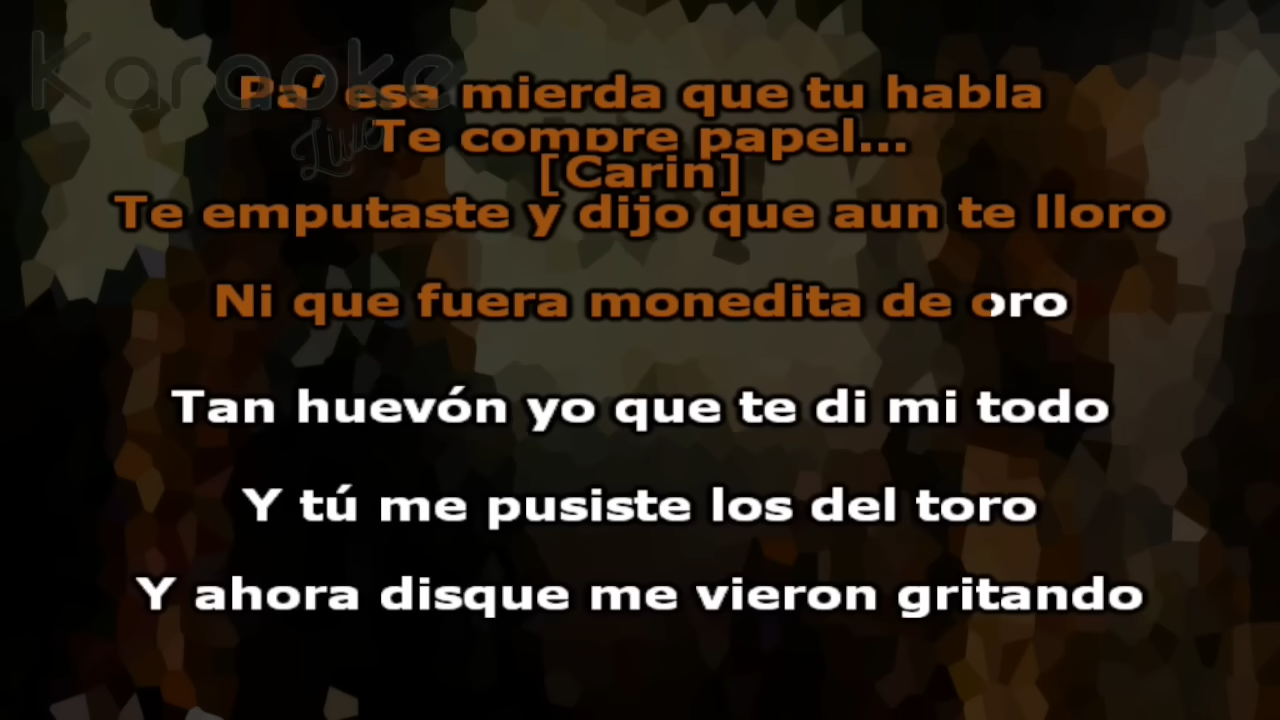 Karaoke
Live
Pa’ esa mierda que tu habla
Te compre papel...
[Carin]
Te emputaste y dijo que aun te lloro
Ni que fuera monedita de oro
Tan huevón yo que te di mi todo
Y tú me pusiste los del toro
Y ahora disque me vieron gritando